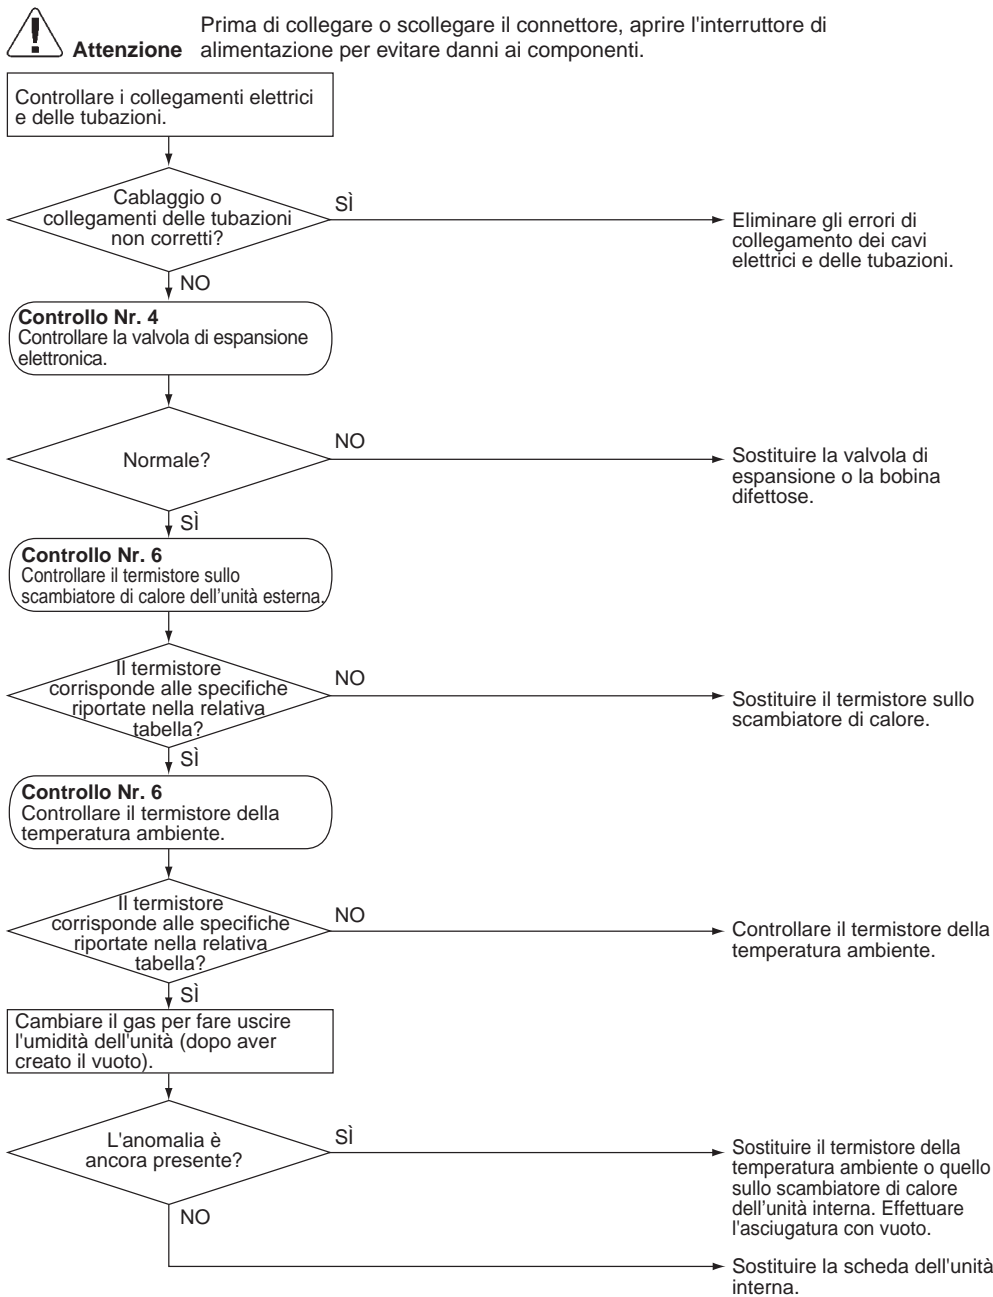 Prima di collegare o scollegare il connettore, aprire l'interruttore di
Attenzione alimentazione per evitare danni ai componenti.
Controllare i collegamenti elettrici
e delle tubazioni.
Cablaggio o
collegamenti delle tubazioni
non corretti?
SÌ
Eliminare gli errori di
collegamento dei cavi
elettrici e delle tubazioni.
NO
Controllo Nr. 4
Controllare la valvola di espansione
elettronica.
Normale?
NO
Sostituire la valvola di
espansione o la bobina
difettose.
SÌ
Controllo Nr. 6
Controllare il termistore sullo
scambiatore di calore dell'unità esterna.
Il termistore
corrisponde alle specifiche
riportate nella relativa
tabella?
NO
Sostituire il termistore sullo
scambiatore di calore.
SÌ
Controllo Nr. 6
Controllare il termistore della
temperatura ambiente.
Il termistore
corrisponde alle specifiche
riportate nella relativa
tabella?
NO
Controllare il termistore della
temperatura ambiente.
SÌ
Cambiare il gas per fare uscire
l'umidità dell'unità (dopo aver
creato il vuoto).
L'anomalia è
ancora presente?
SÌ
Sostituire il termistore della
temperatura ambiente o quello
sullo scambiatore di calore
dell'unità interna. Effettuare
l'asciugatura con vuoto.
NO
Sostituire la scheda dell'unità
interna.